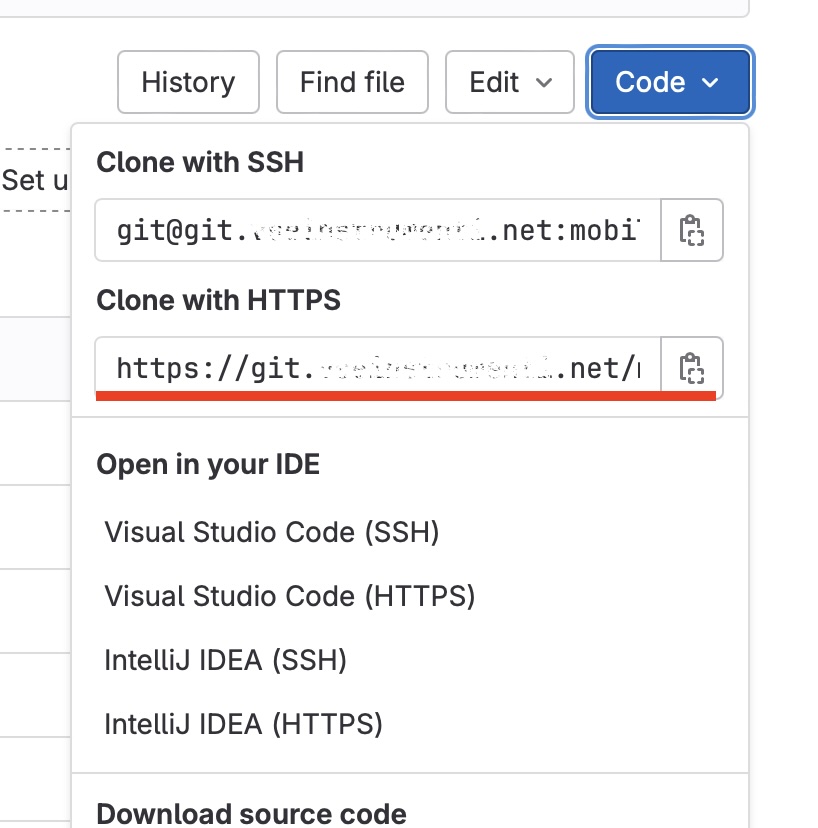 History Find file Edit Code
Clone with SSH
Set u
git@git. .net:mobi
Clone with HTTPS
https://git. .net/
Open in your IDE
Visual Studio Code (SSH)
Visual Studio Code (HTTPS)
IntelliJ IDEA (SSH)
IntelliJ IDEA (HTTPS)
Download source code